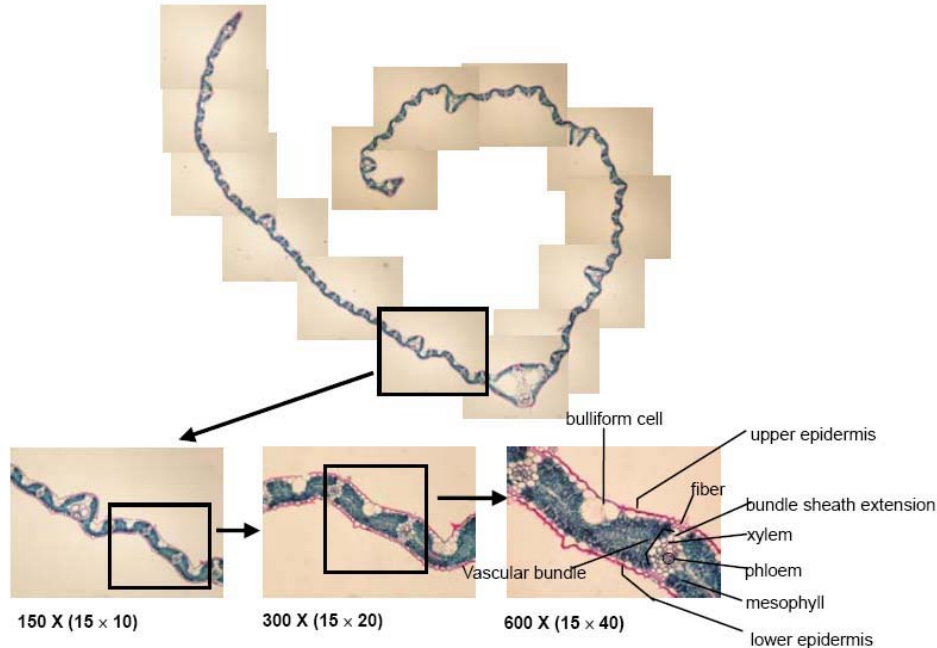 bulliform cell
upper epidermis
fiber
bundle sheath extension
xylem
Vascular bundle
phloem
mesophyll
lower epidermis
150 X (15 × 10)
300 X (15 × 20)
600 X (15 × 40)